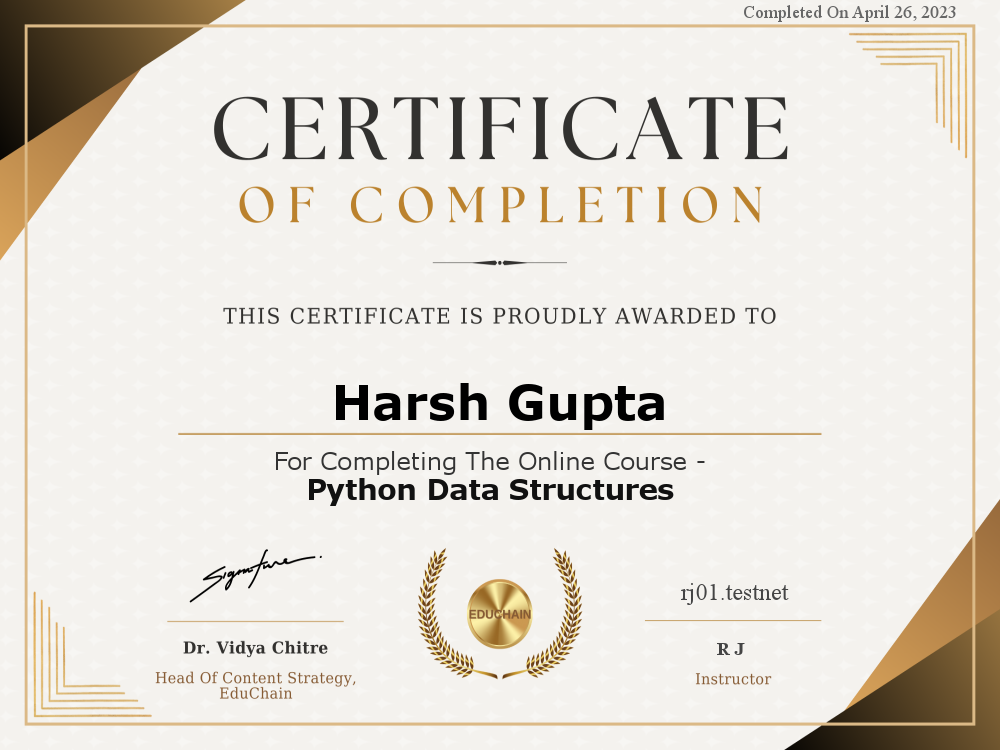 Completed On April 26, 2023
CERTIFICATE
OF COMPLETION
THIS CERTIFICATE IS PROUDLY AWARDED TO
Harsh Gupta
For Completing The Online Course -
Python Data Structures
Signature
EDUCHAIN
rj01.testnet
Dr. Vidya Chitre
R J
Head Of Content Strategy,
EduChain
Instructor